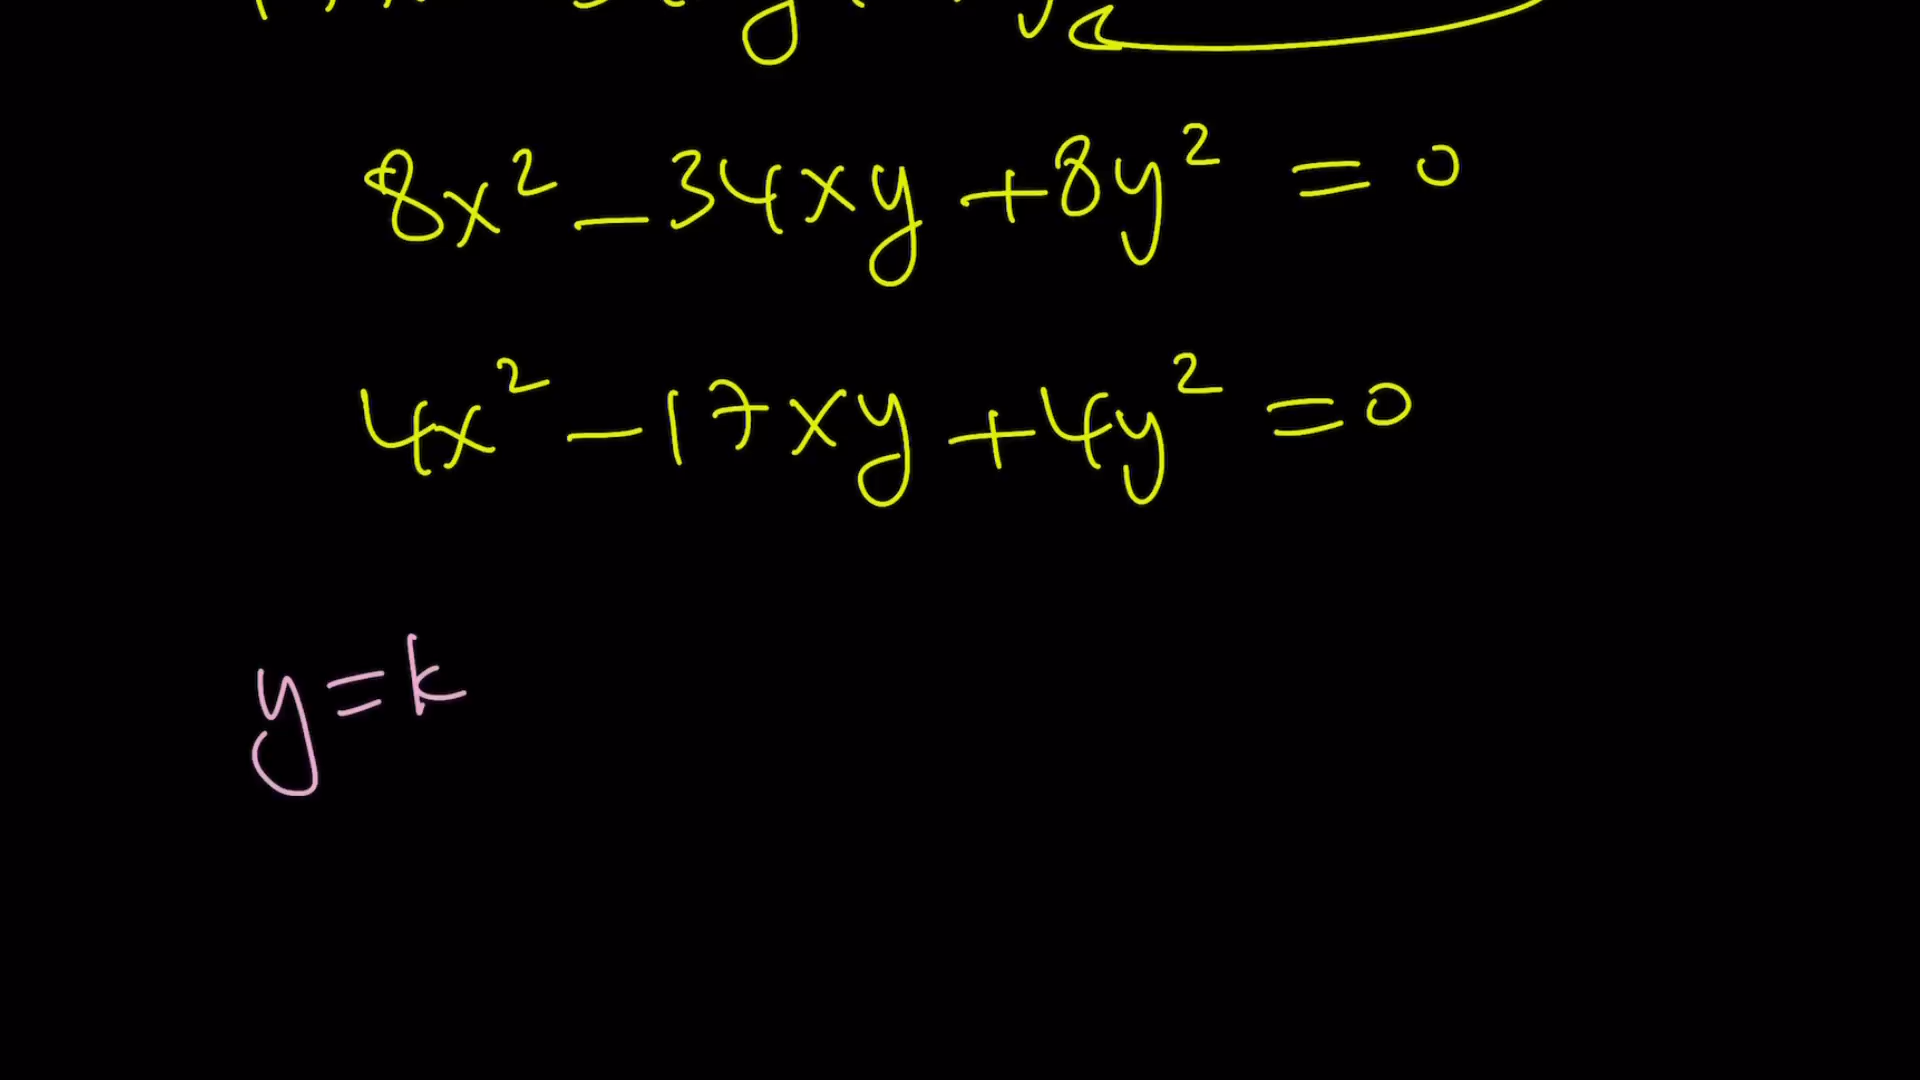 8x² - 34xy + 8y² = 0
4x² - 17xy + 4y² = 0
y = k